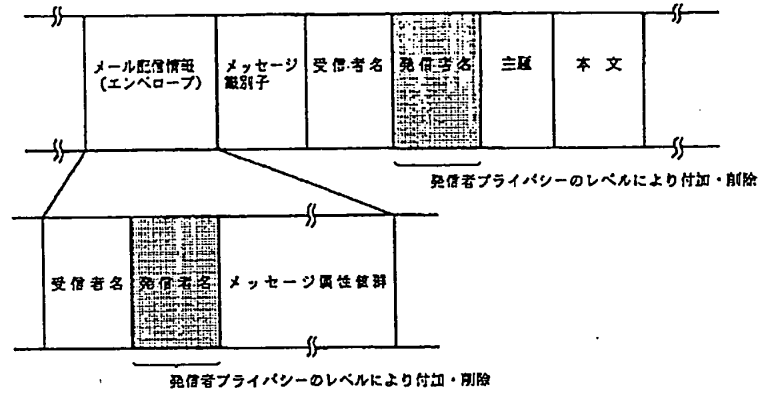 メール配信情報
(エンベロープ)
メッセージ
識別子
受信者名
発信者名
主題
本文
発信者プライバシーのレベルにより付加・削除
受信者名
発信者名
メッセージ属性値群
発信者プライバシーのレベルにより付加・削除